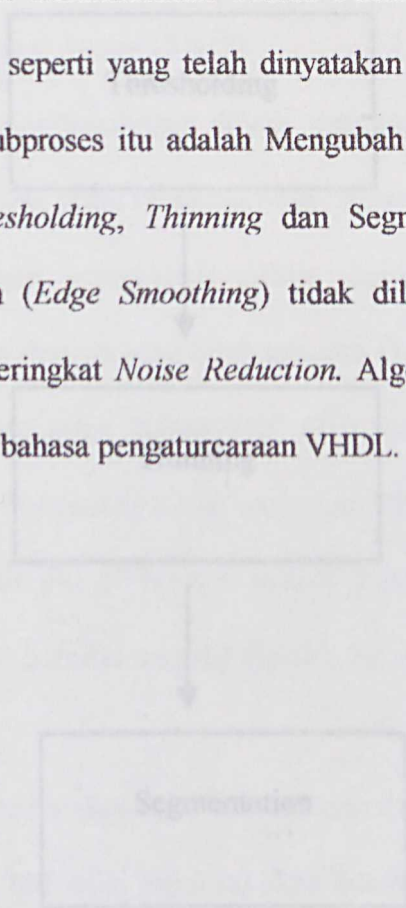 seperti yang telah dinyatakan
ubproses itu adalah Mengubah
esholding, Thinning dan Segr
(Edge Smoothing) tidak dil
eringkat Noise Reduction. Alg
bahasa pengaturcaraan VHDL.
Segmentation